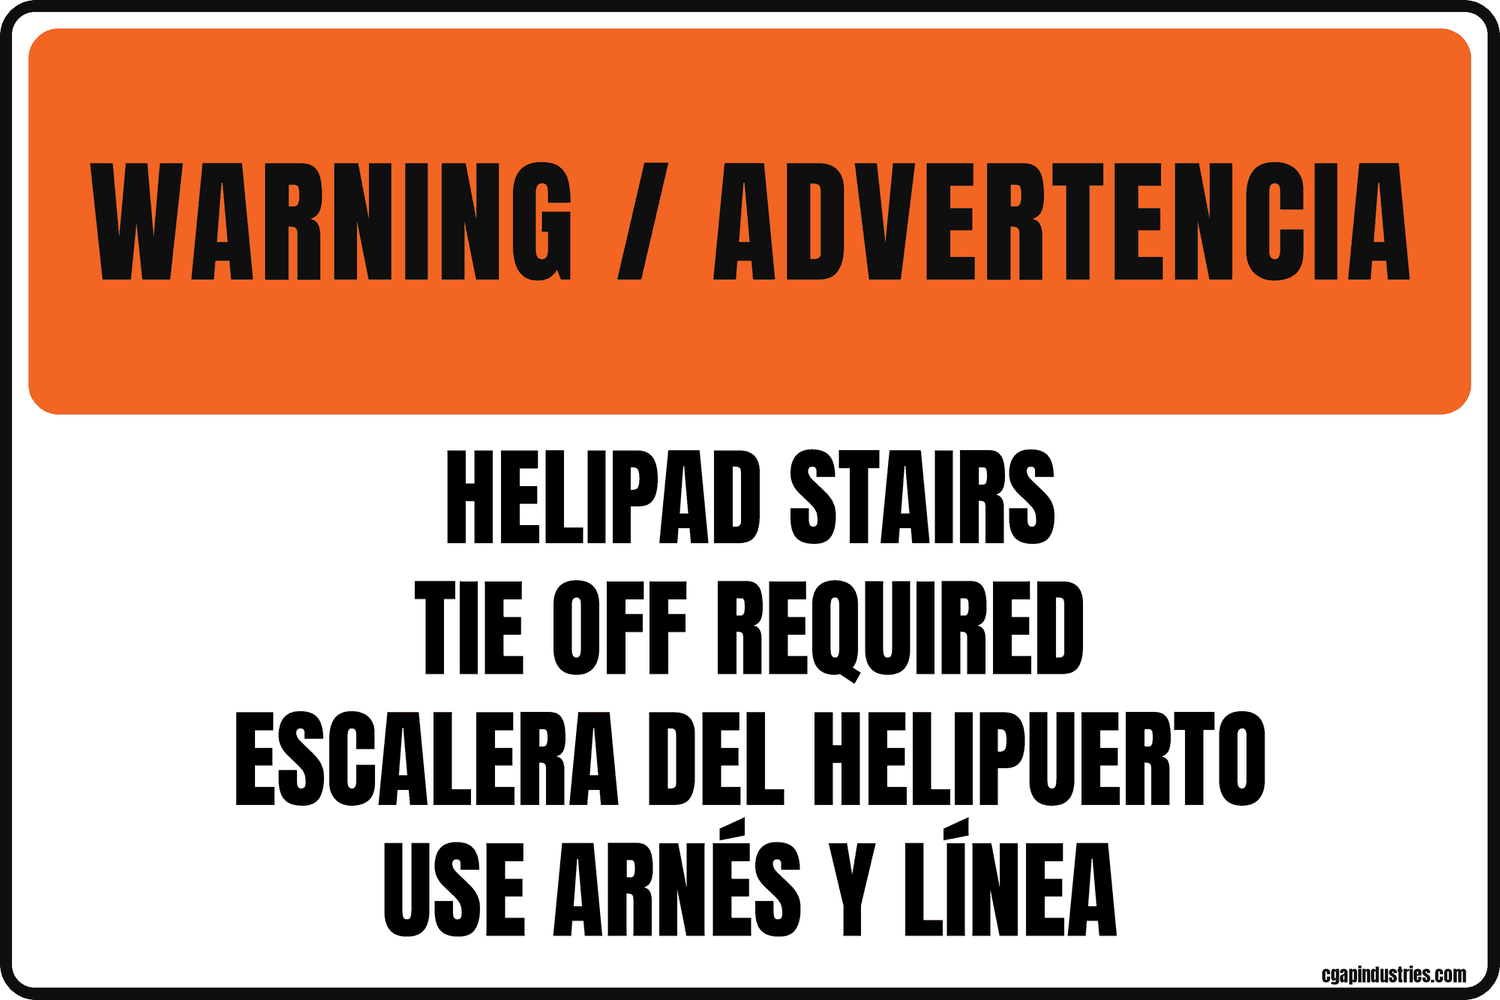 WARNING / ADVERTENCIA
HELIPAD STAIRS
TIE OFF REQUIRED
ESCALERA DEL HELIPUERTO
USE ARNÉS Y LÍNEA
cgapindustries.com